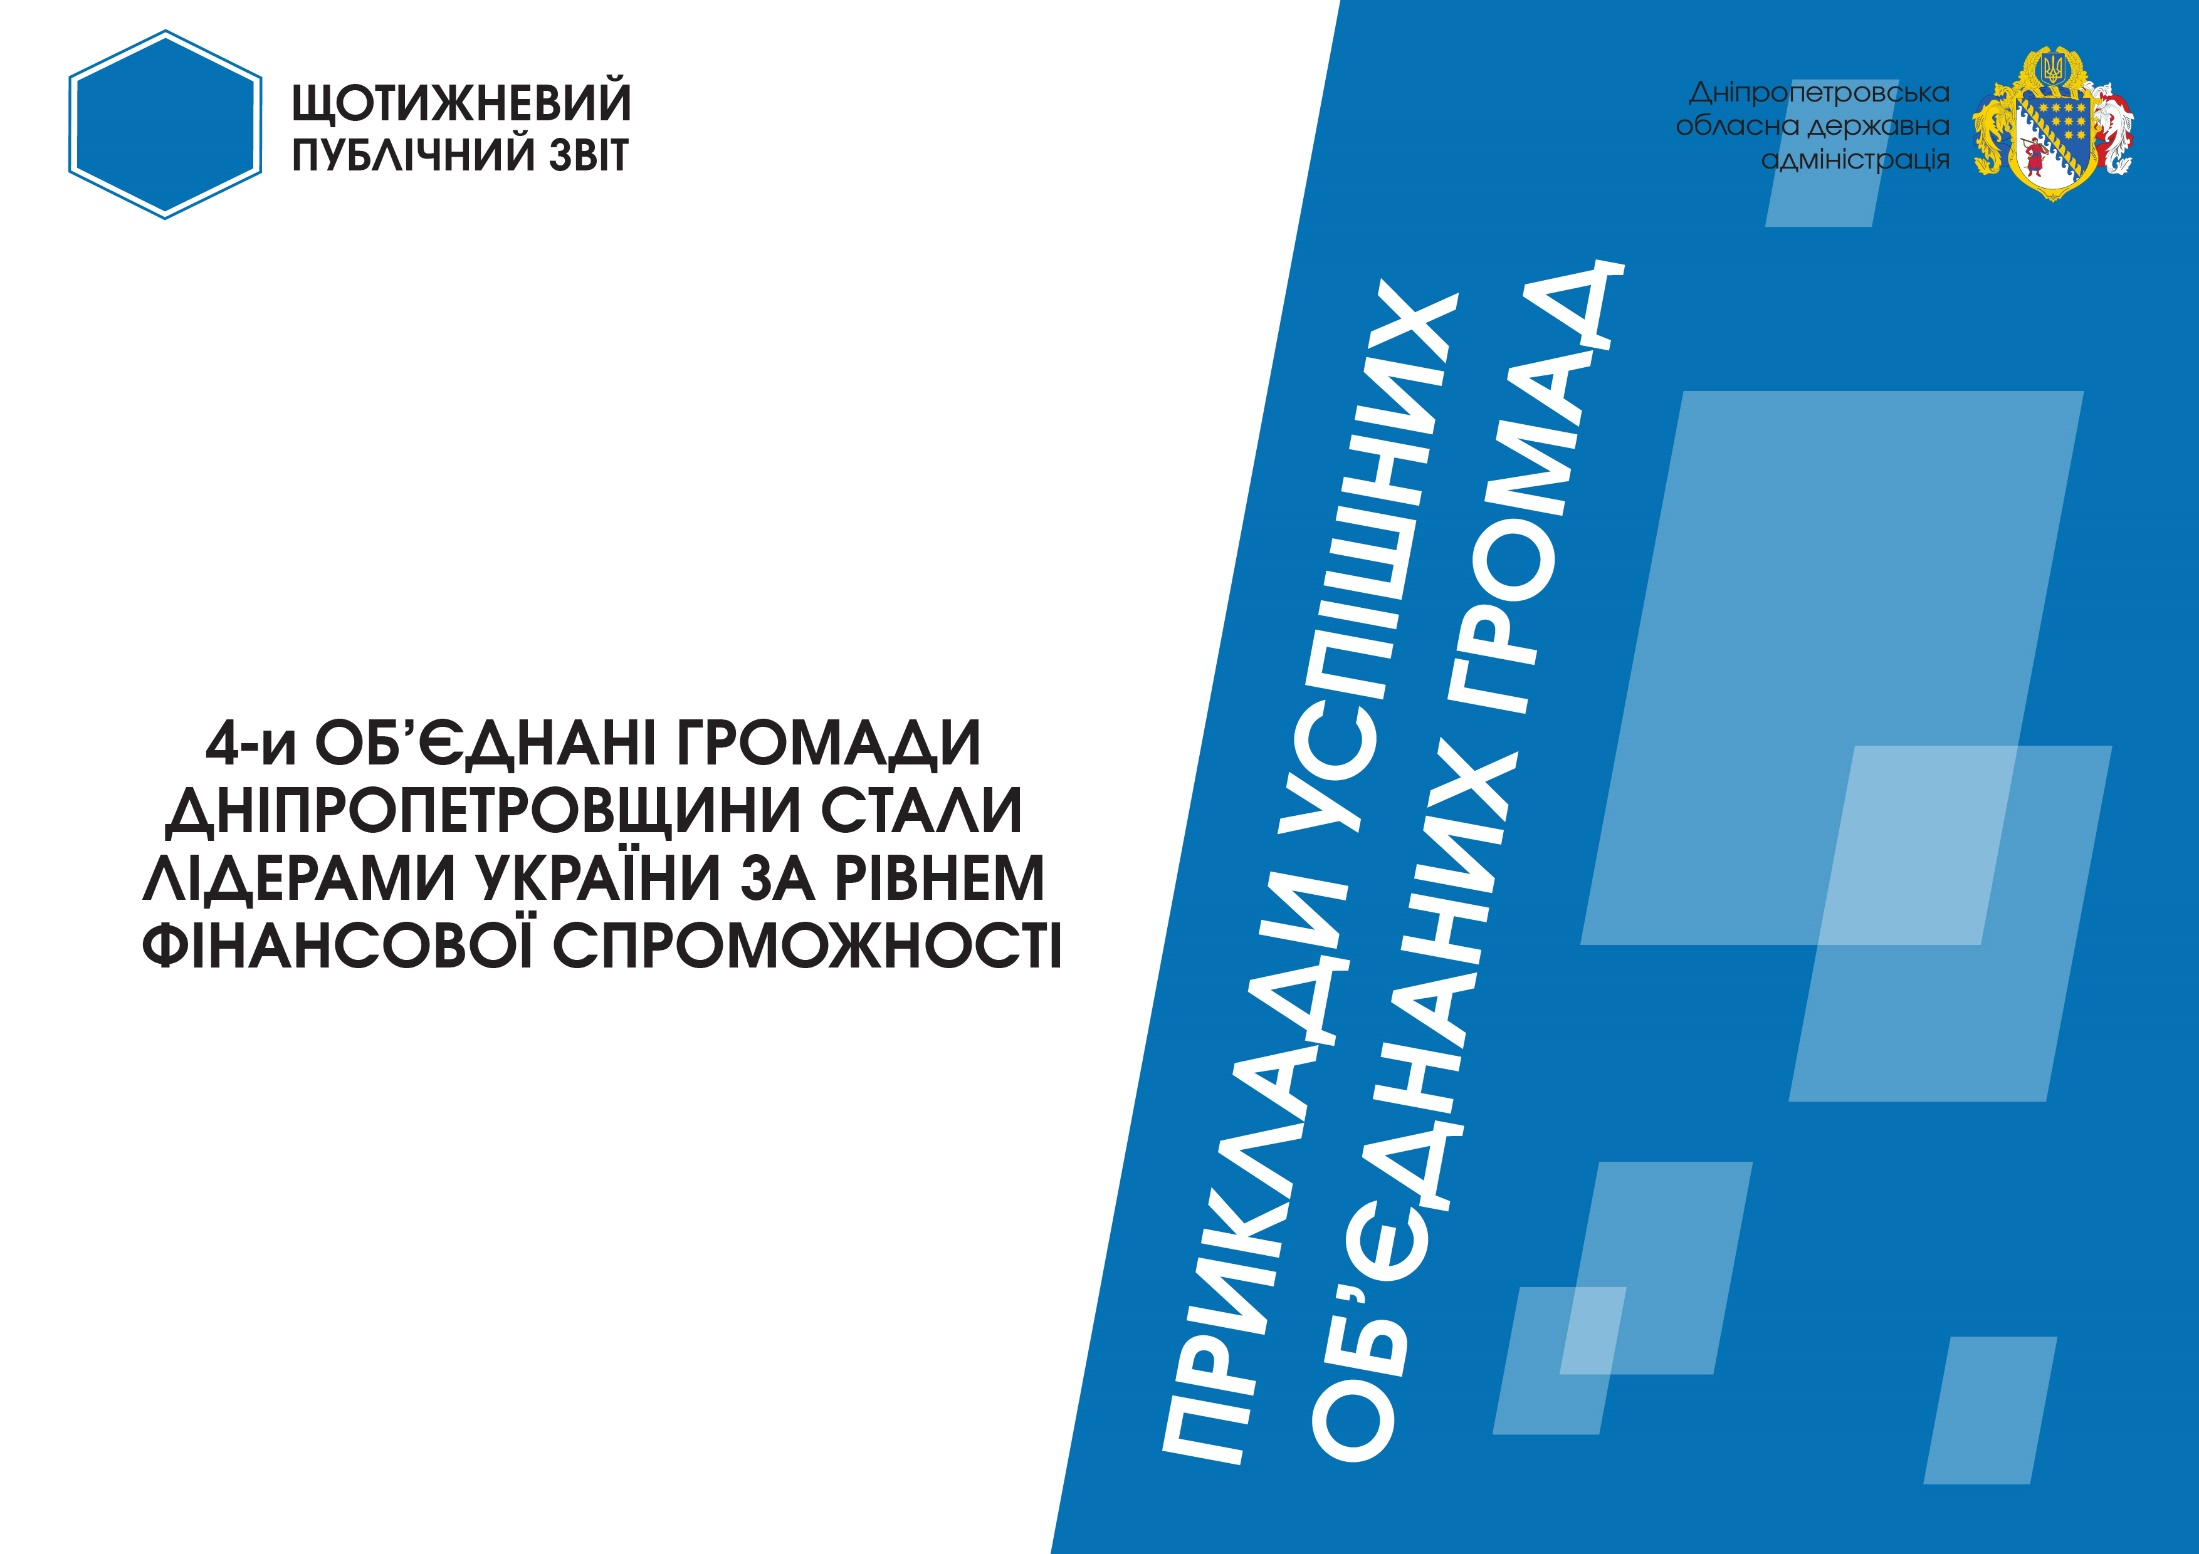 ЩОТИЖНЕВИЙ
ПУБЛІЧНИЙ ЗВІТ
Дніпропетровська
обласна державна
адміністрація
4-и ОБ’ЄДНАНІ ГРОМАДИ
ДНІПРОПЕТРОВЩИНИ СТАЛИ
ЛІДЕРАМИ УКРАЇНИ ЗА РІВНЕМ
ФІНАНСОВОЇ СПРОМОЖНОСТІ
ПРИКЛАДИ УСПІШНИХ
ОБ’ЄДНАНИХ ГРОМАД